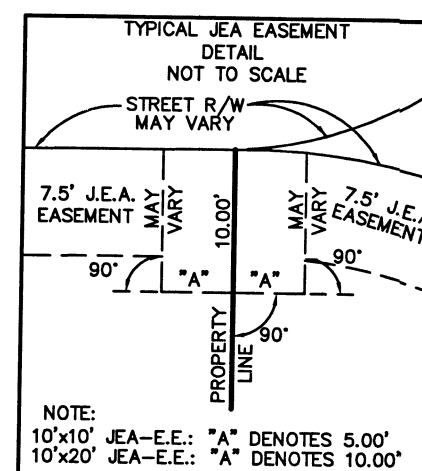 TYPICAL JEA EASEMENT
DETAIL
NOT TO SCALE
STREET R/W
MAY VARY
7.5' J.E.A.
EASEMENT
MAY
VARY
10.00'
MAY
VARY
7.5' J.E.A.
EASEMENT
90°
"A"
"A"
90°
90°
PROPERTY
LINE
NOTE:
10'x10' JEA-E.E.: "A" DENOTES 5.00'
10'x20' JEA-E.E.: "A" DENOTES 10.00'